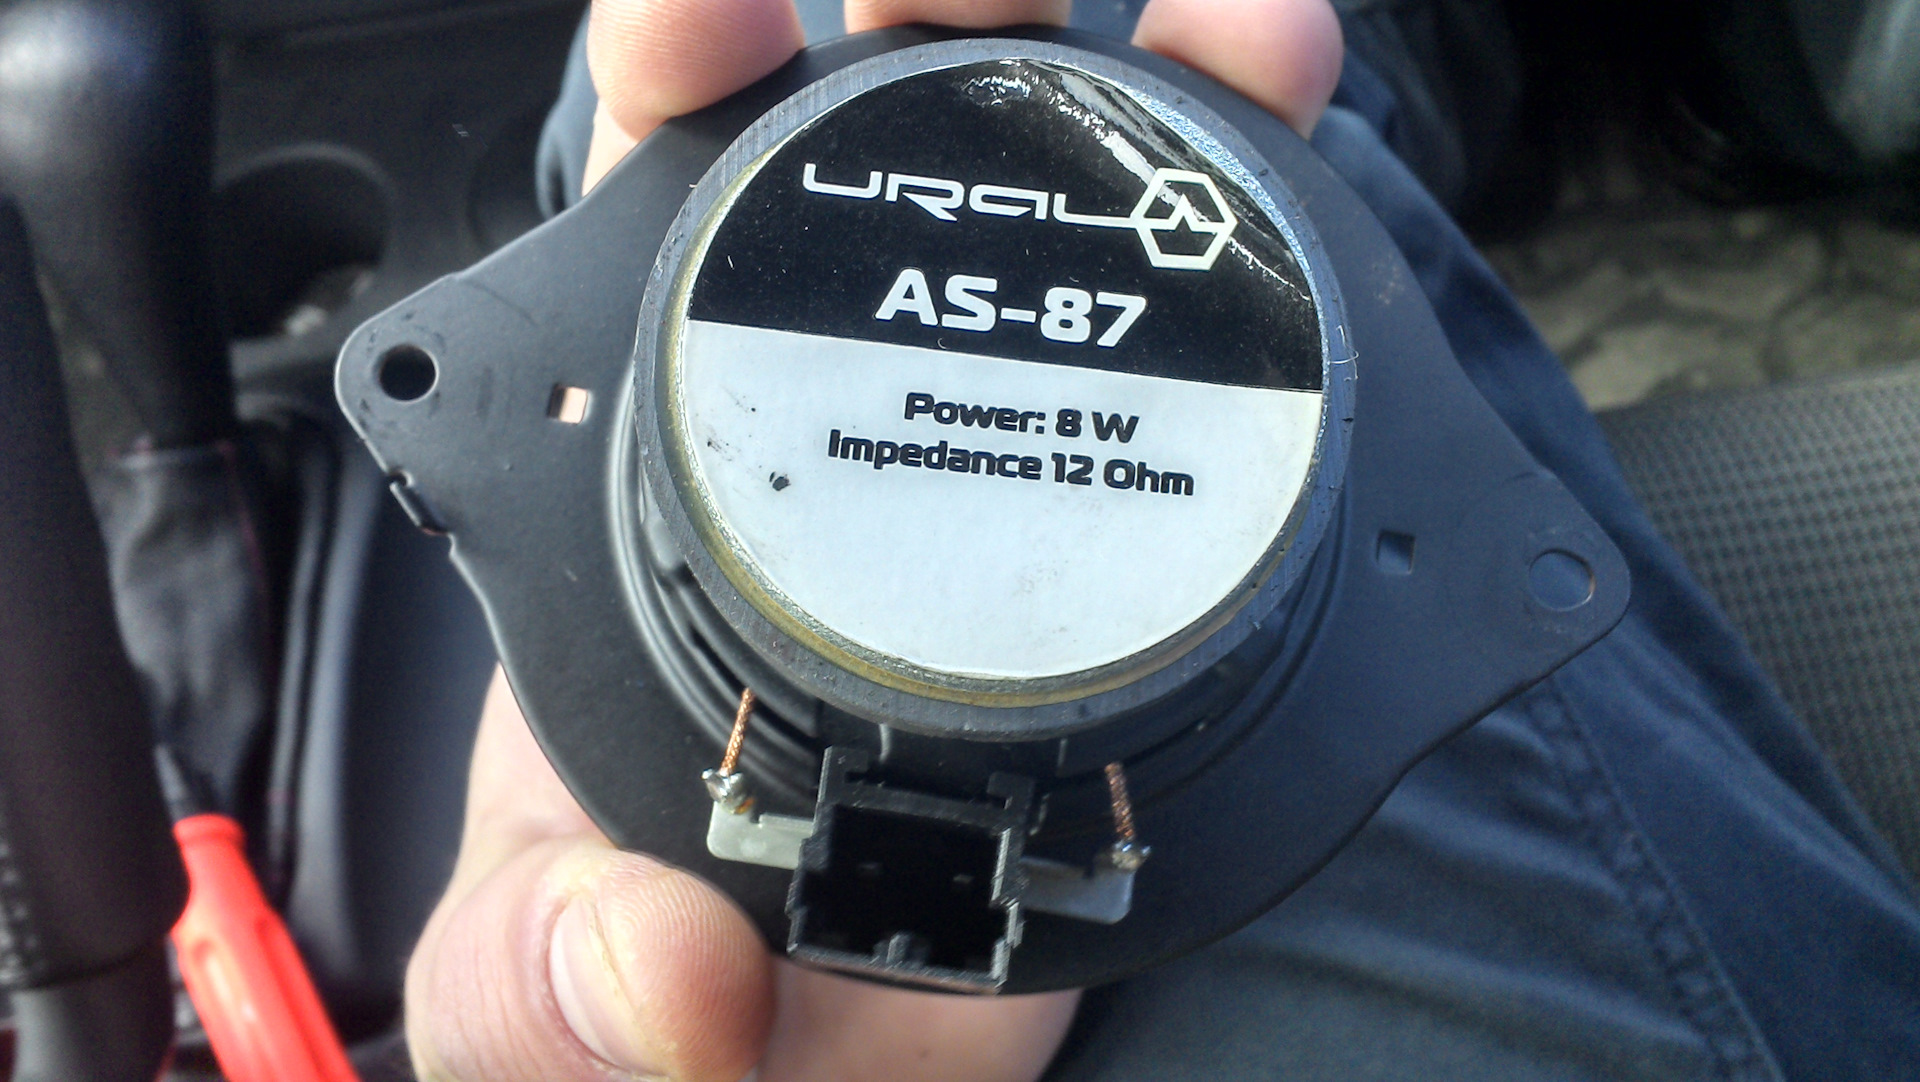 URAL
AS-87
Power: 8 W
Impedance 12 Ohm